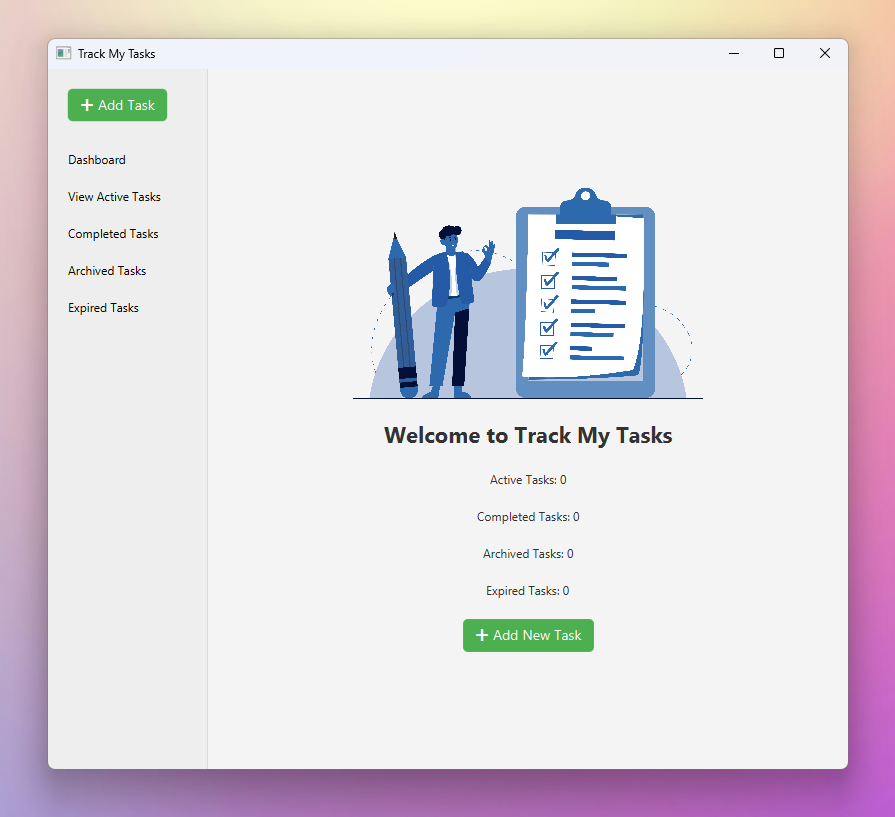 Track My Tasks
Add Task
Dashboard
View Active Tasks
Completed Tasks
Archived Tasks
Expired Tasks
Welcome to Track My Tasks
Active Tasks: 0
Completed Tasks: 0
Archived Tasks: 0
Expired Tasks: 0
Add New Task